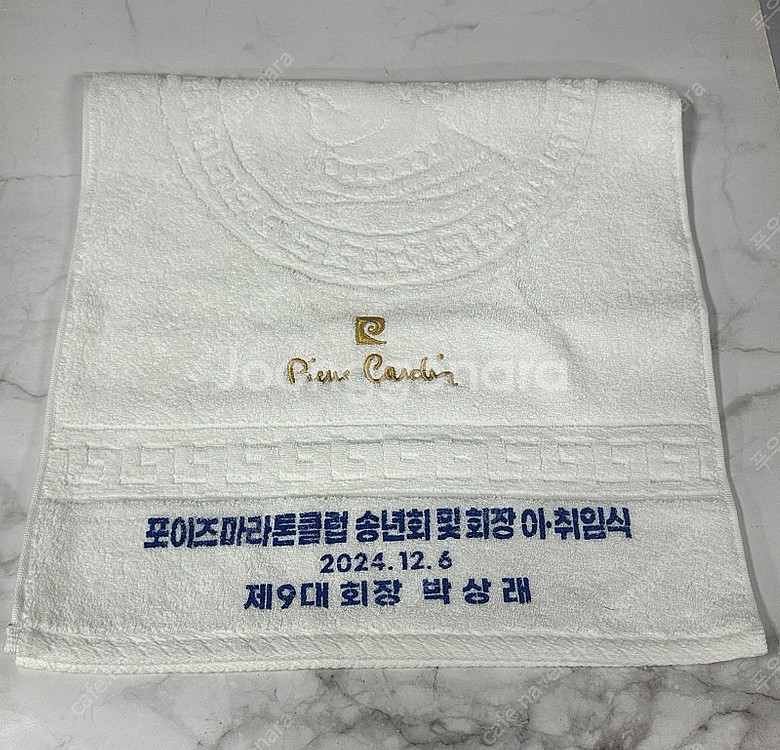 Pierre Cardin
Joonggonara
포이즈마라톤클럽 송년회 및 회장 이·취임식
2024.12.6
제9대 회장 박상래